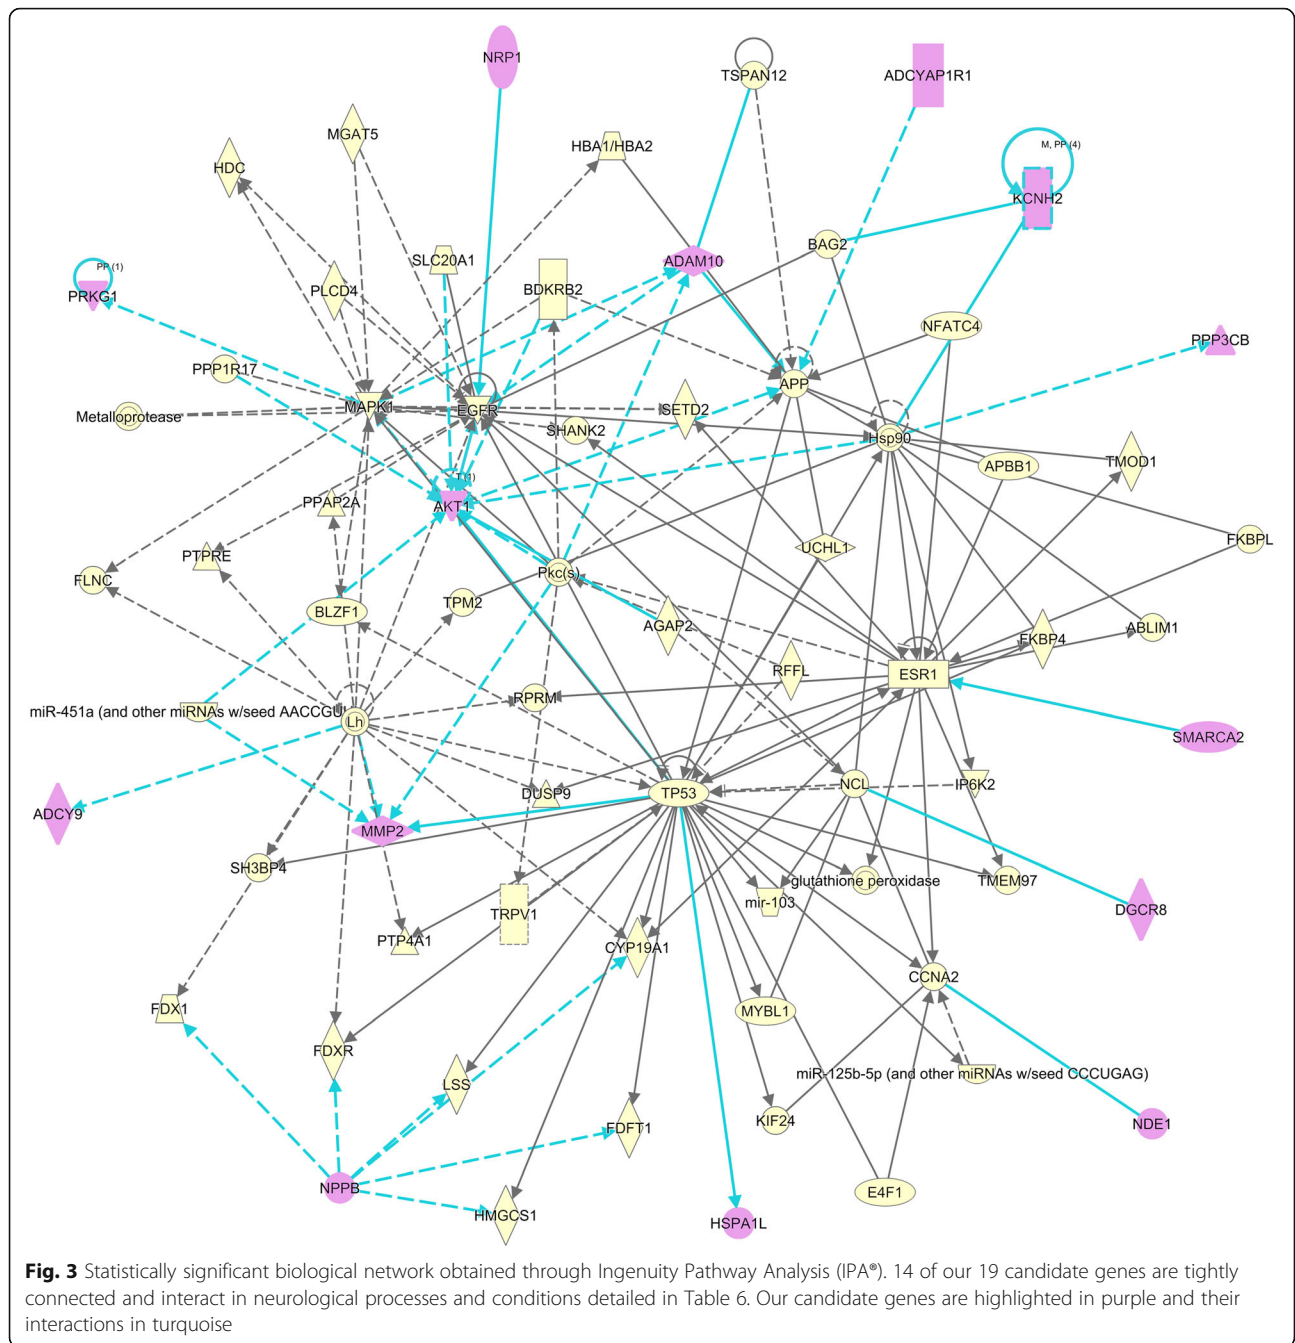 NRP1
TSPAN12
ADCYAP1R1
MGAT5
HBA1/HBA2
M, PP (4)
HDC
KCNH2
BAG2
SLC20A1
ADAM10
PP (1)
PRKG1
PLCD4
BDKRB2
NFATC4
PPP3CB
PPP1R17
APP
MAPK1
EGFR
SETD2
Metalloprotease
SHANK2
Hsp90
APBB1
TMOD1
T (1)
PPAP2A
AKT1
UCHL1
FKBPL
PTPRE
Pkc(s)
FLNC
BLZF1
TPM2
AGAP2
FKBP4
ABLIM1
RFFL
ESR1
RPRM
miR-451a (and other miRNAs w/seed AACCGU)
Lh
SMARCA2
DUSP9
TP53
NCL
IP6K2
ADCY9
MMP2
SH3BP4
glutathione peroxidase
TMEM97
mir-103
TRPV1
DGCR8
PTP4A1
CYP19A1
CCNA2
FDX1
MYBL1
FDXR
miR-125b-5p (and other miRNAs w/seed CCCUGAG)
LSS
FDFT1
KIF24
NDE1
NPPB
E4F1
HMGCS1
HSPA1L
Fig. 3 Statistically significant biological network obtained through Ingenuity Pathway Analysis (IPA®). 14 of our 19 candidate genes are tightly
connected and interact in neurological processes and conditions detailed in Table 6. Our candidate genes are highlighted in purple and their
interactions in turquoise